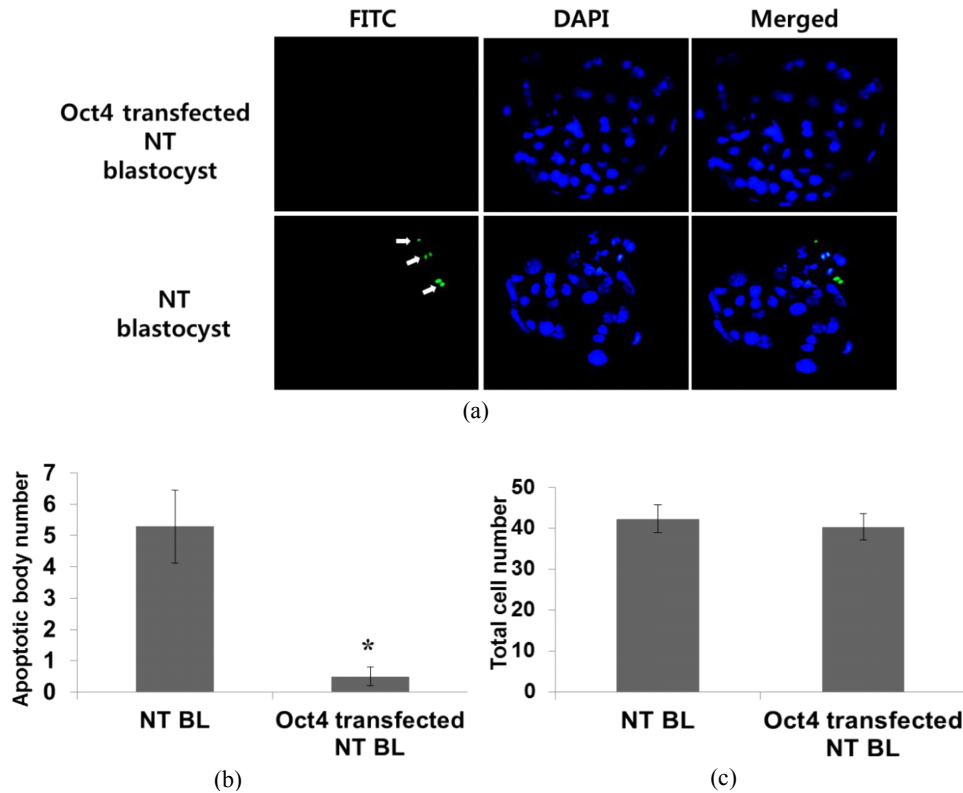 FITC
DAPI
Merged
Oct4 transfected
NT
blastocyst
NT
blastocyst
(a)
Apoptotic body number
7
6
5
4
3
2
1
0
*
NT BL
Oct4 transfected
NT BL
(b)
Total cell number
50
40
30
20
10
0
NT BL
Oct4 transfected
NT BL
(c)